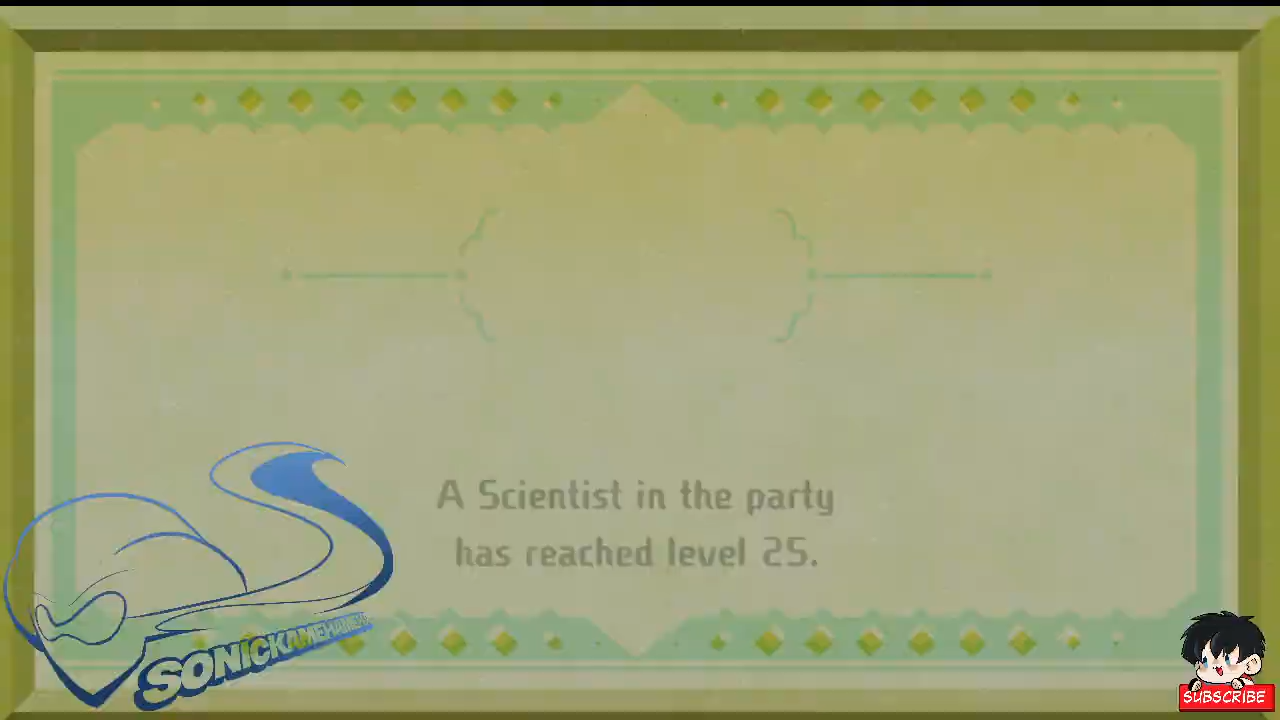 A Scientist in the party
has reached level 25.
SONICKAMEHAMEHA
SUBSCRIBE